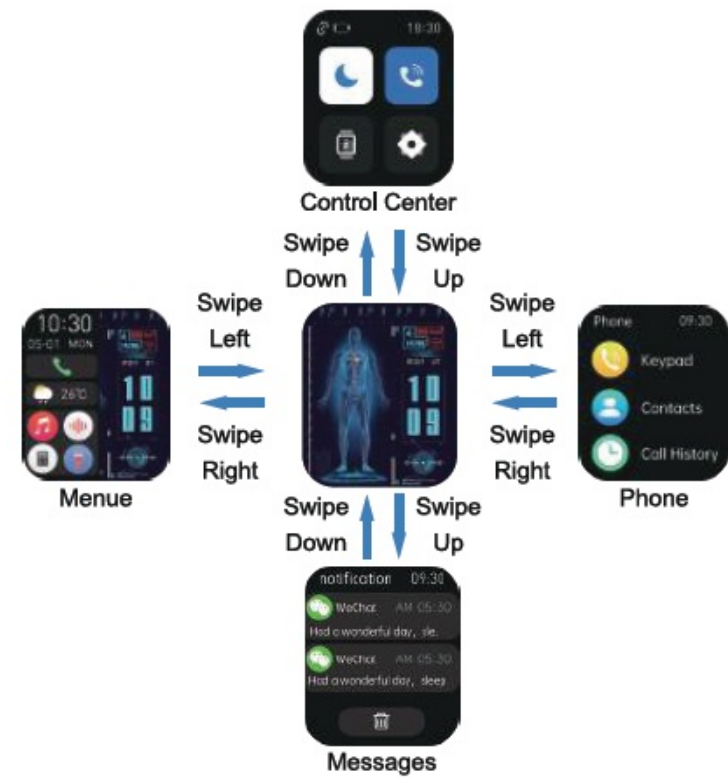 18:30
Control Center
Swipe Down
Swipe Up
10:30
05-01 MON
26℃
Menue
Swipe Left
Swipe Right
10
09
Swipe Left
Swipe Right
10
09
Phone 09:30
Keypad
Contacts
Call History
Phone
Swipe Down
Swipe Up
notification 09:30
WeChat AM 05:30
Had a wonderful day, sle.
WeChat AM 05:30
Had a wonderful day, sleep
Messages